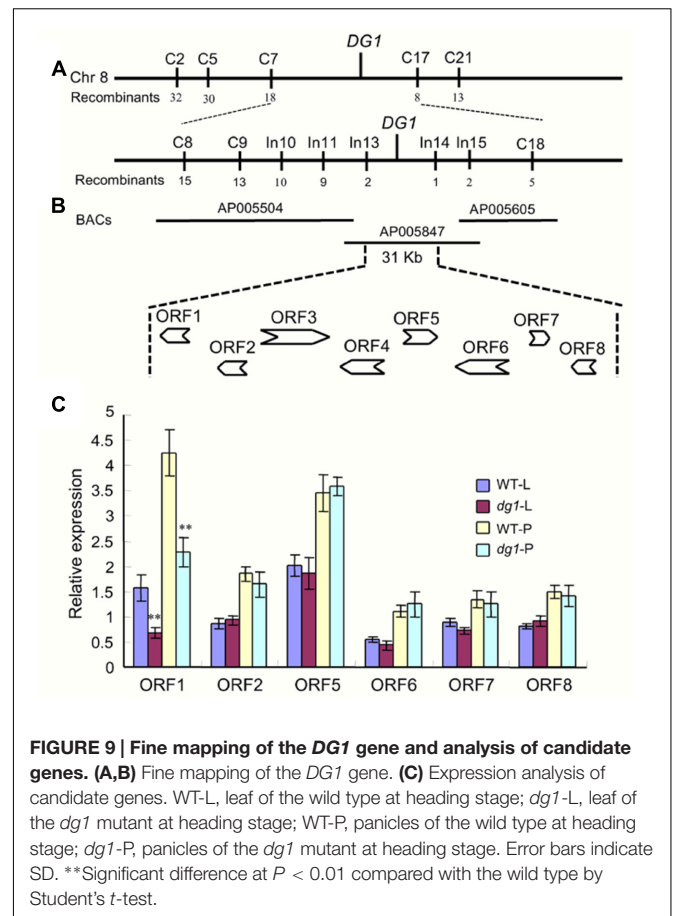 A
DG1
C2 C5 C7 C17 C21
Chr 8
Recombinants 32 30 18 8 13
DG1
C8 C9 In10 In11 In13 In14 In15 C18
Recombinants 15 13 10 9 2 1 2 5
B
BACs AP005504 AP005605
AP005847
31 Kb
ORF1 ORF3 ORF5 ORF7
ORF2 ORF4 ORF6 ORF8
C
Relative expression
5
4.5
4
3.5
3
2.5
2
1.5
1
0.5
0
**
**
WT-L
dg1-L
WT-P
dg1-P
ORF1 ORF2 ORF5 ORF6 ORF7 ORF8
FIGURE 9 | Fine mapping of the DG1 gene and analysis of candidate
genes. (A,B) Fine mapping of the DG1 gene. (C) Expression analysis of
candidate genes. WT-L, leaf of the wild type at heading stage; dg1-L, leaf of
the dg1 mutant at heading stage; WT-P, panicles of the wild type at heading
stage; dg1-P, panicles of the dg1 mutant at heading stage. Error bars indicate
SD. **Significant difference at P < 0.01 compared with the wild type by
Student's t-test.